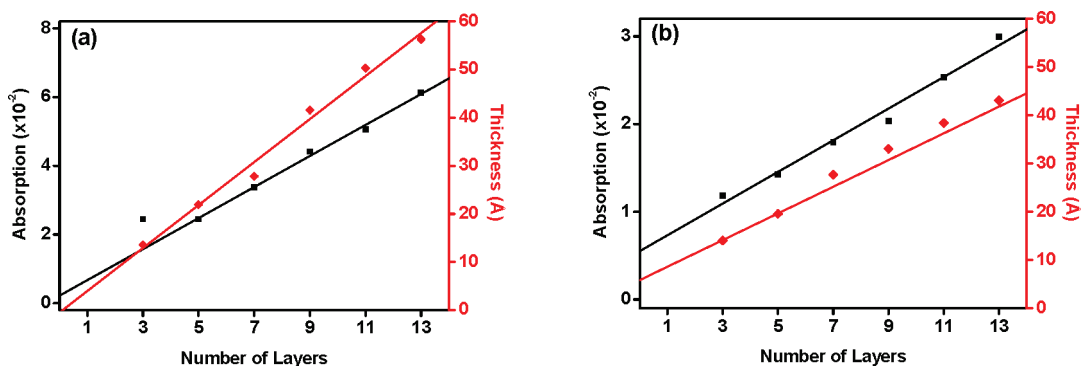 (a)
Absorption (x10⁻²)
8
6
4
2
0
60
50
40
30
20
10
0
Thickness (A)
1 3 5 7 9 11 13
Number of Layers
(b)
Absorption (x10⁻²)
3
2
1
0
60
50
40
30
20
10
0
Thickness (A)
1 3 5 7 9 11 13
Number of Layers